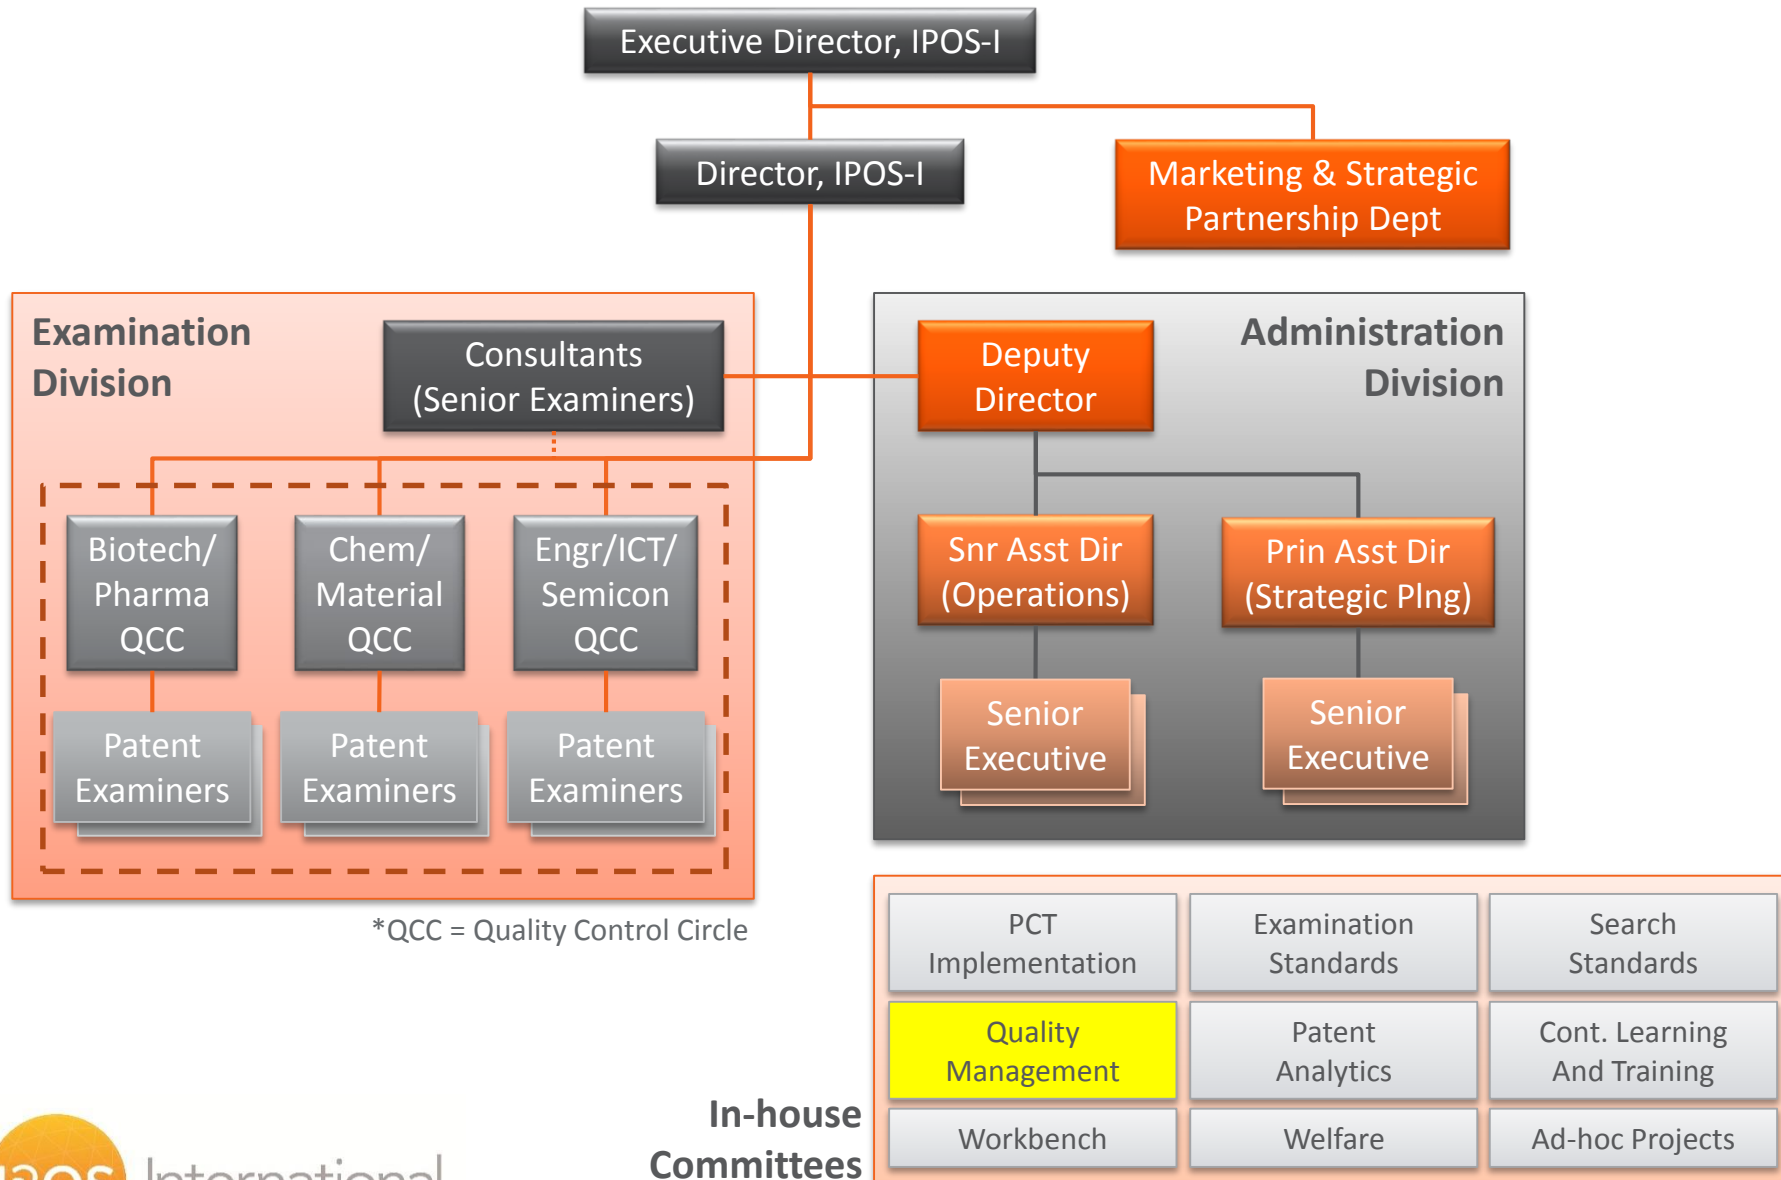 Executive Director, IPOS-I
Director, IPOS-I
Marketing & Strategic
Partnership Dept
Examination
Division
Consultants
(Senior Examiners)
Biotech/
Pharma
QCC
Chem/
Material
QCC
Engr/ICT/
Semicon
QCC
Patent
Examiners
Patent
Examiners
Patent
Examiners
*QCC = Quality Control Circle
Administration
Division
Deputy
Director
Snr Asst Dir
(Operations)
Prin Asst Dir
(Strategic Plng)
Senior
Executive
Senior
Executive
In-house
Committees
PCT
Implementation
Examination
Standards
Search
Standards
Quality
Management
Patent
Analytics
Cont. Learning
And Training
Workbench
Welfare
Ad-hoc Projects
International